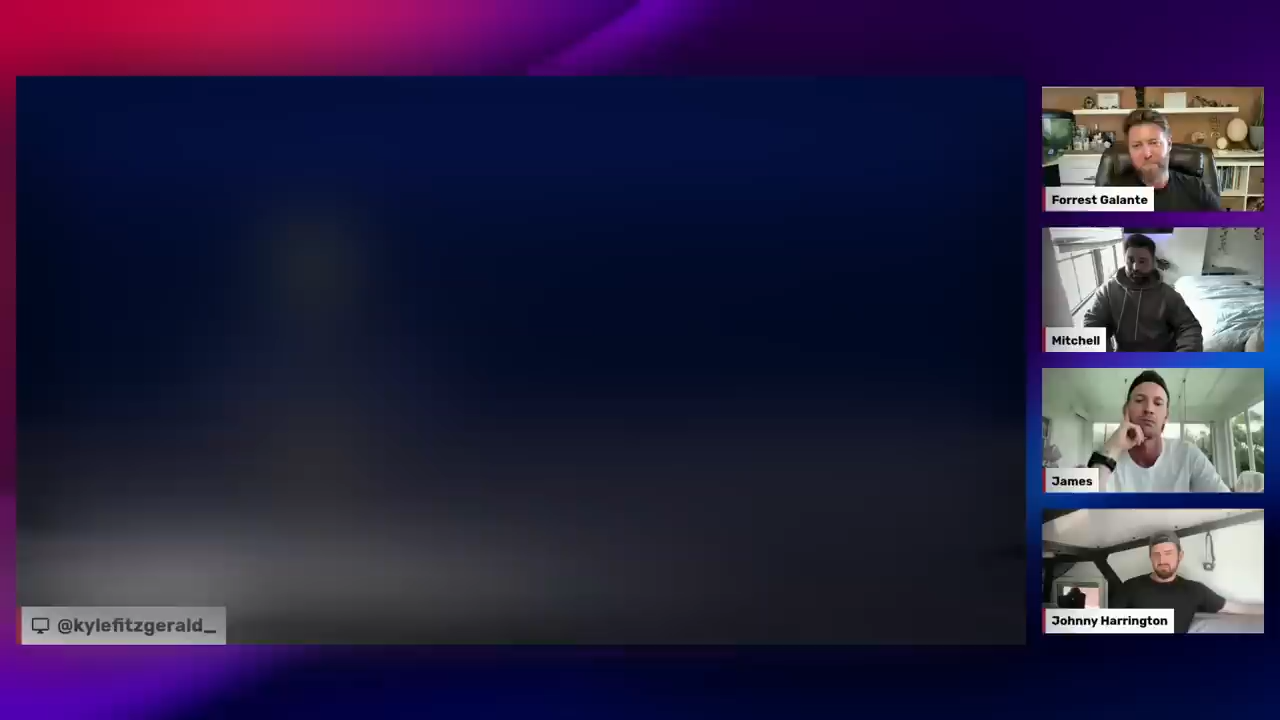 Forrest Galante
Mitchell
James
@kylefitzgerald_
Johnny Harrington